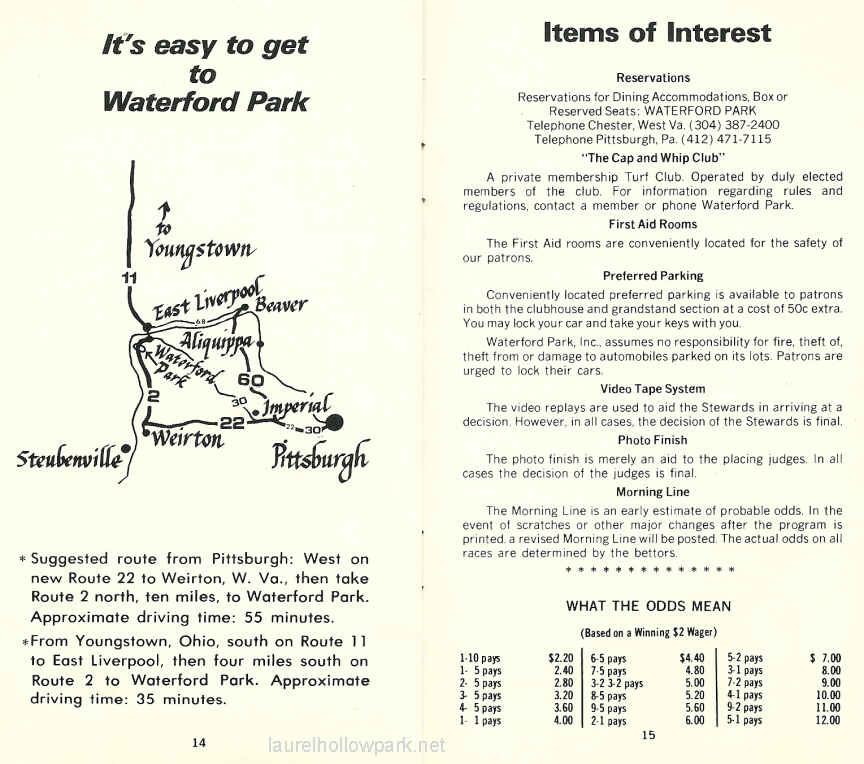 It's easy to get
to
Waterford Park
to
Youngstown
11
East Liverpool
Beaver
68
Aliquippa
Waterford
Park
60
2
30
Imperial
22
22
30
Weirton
Steubenville
Pittsburgh
* Suggested route from Pittsburgh: West on
new Route 22 to Weirton, W. Va., then take
Route 2 north, ten miles, to Waterford Park.
Approximate driving time: 55 minutes.
*From Youngstown, Ohio, south on Route 11
to East Liverpool, then four miles south on
Route 2 to Waterford Park. Approximate
driving time: 35 minutes.
14
Items of Interest
Reservations
Reservations for Dining Accommodations, Box or
Reserved Seats: WATERFORD PARK
Telephone Chester, West Va. (304) 387-2400
Telephone Pittsburgh, Pa. (412) 471-7115
"The Cap and Whip Club"
A private membership Turf Club. Operated by duly elected
members of the club. For information regarding rules and
regulations, contact a member or phone Waterford Park.
First Aid Rooms
The First Aid rooms are conveniently located for the safety of
our patrons.
Preferred Parking
Conveniently located preferred parking is available to patrons
in both the clubhouse and grandstand section at a cost of 50c extra.
You may lock your car and take your keys with you.
Waterford Park, Inc., assumes no responsibility for fire, theft of,
theft from or damage to automobiles parked on its lots. Patrons are
urged to lock their cars.
Video Tape System
The video replays are used to aid the Stewards in arriving at a
decision. However, in all cases, the decision of the Stewards is final.
Photo Finish
The photo finish is merely an aid to the placing judges. In all
cases the decision of the judges is final.
Morning Line
The Morning Line is an early estimate of probable odds. In the
event of scratches or other major changes after the program is
printed, a revised Morning Line will be posted. The actual odds on all
races are determined by the bettors.
* * * * * * * * * * * * * *
WHAT THE ODDS MEAN
(Based on a Winning $2 Wager)
1-10 pays $2.20 6-5 pays $4.40 5-2 pays $ 7.00
1- 5 pays 2.40 7-5 pays 4.80 3-1 pays 8.00
2- 5 pays 2.80 3-2 3-2 pays 5.00 7-2 pays 9.00
3- 5 pays 3.20 8-5 pays 5.20 4-1 pays 10.00
4- 5 pays 3.60 9-5 pays 5.60 9-2 pays 11.00
1- 1 pays 4.00 2-1 pays 6.00 5-1 pays 12.00
15
laurelhollowpark.net